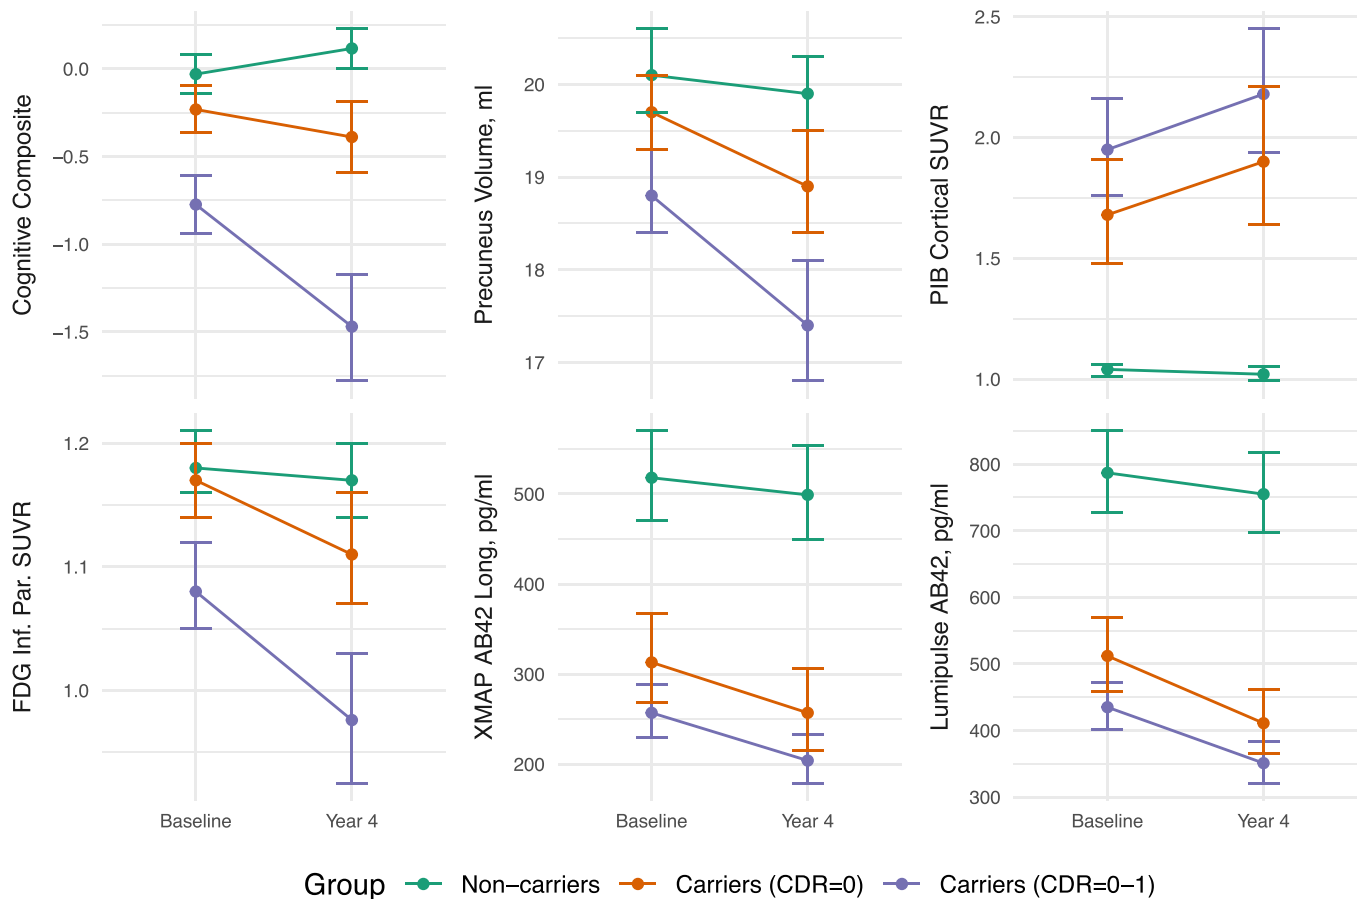 Cognitive Composite
0.0
−0.5
−1.0
−1.5
Precuneus Volume, ml
20
19
18
17
PIB Cortical SUVR
2.5
2.0
1.5
1.0
FDG Inf. Par. SUVR
1.2
1.1
1.0
Baseline Year 4
XMAP AB42 Long, pg/ml
500
400
300
200
Baseline Year 4
Lumipulse AB42, pg/ml
800
700
600
500
400
300
Baseline Year 4
Group Non−carriers Carriers (CDR=0) Carriers (CDR=0−1)